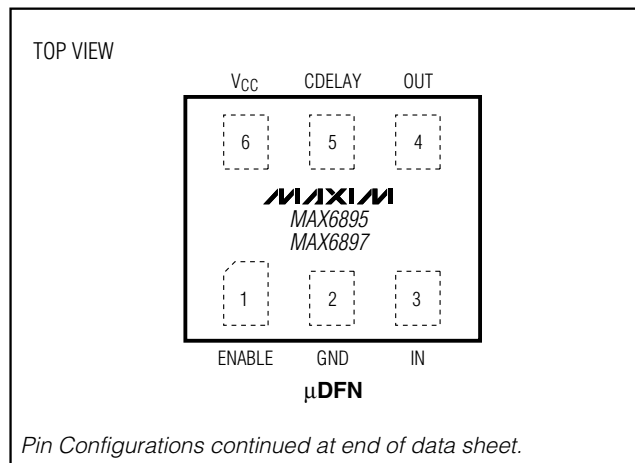 TOP VIEW
VCC CDELAY OUT
6 5 4
MAXIM
MAX6895
MAX6897
1 2 3
ENABLE GND IN
μDFN
Pin Configurations continued at end of data sheet.